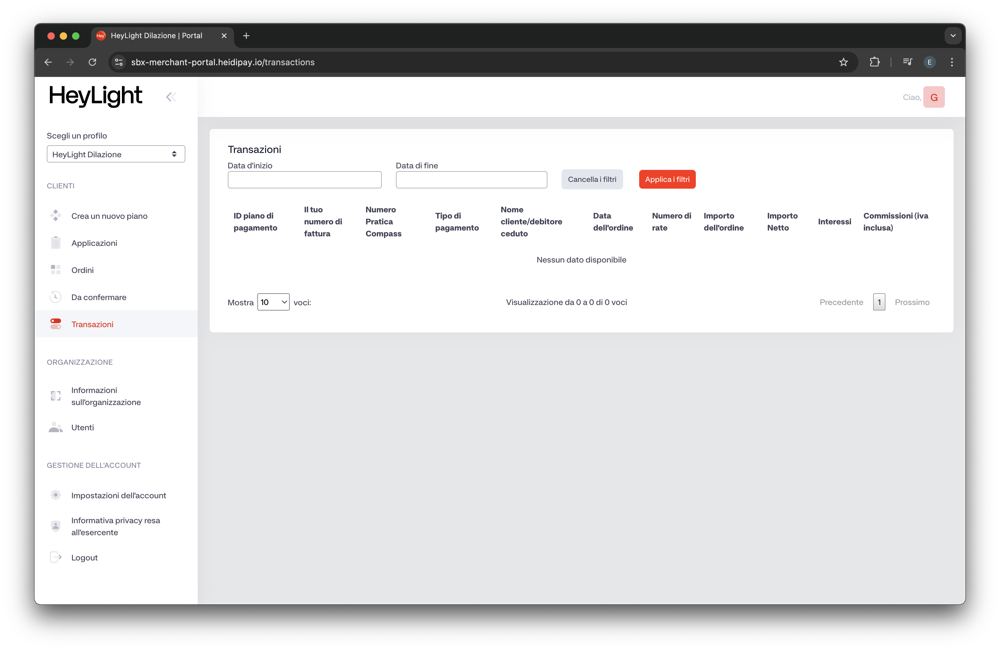 Hey
HeyLight Dilazione | Portal
sbx-merchant-portal.heidipay.io/transactions
E
HeyLight
Ciao,
G
Scegli un profilo
HeyLight Dilazione
CLIENTI
Crea un nuovo piano
Applicazioni
Ordini
Da confermare
Transazioni
ORGANIZZAZIONE
Informazioni
sull'organizzazione
Utenti
GESTIONE DELL'ACCOUNT
Impostazioni dell'account
Informativa privacy resa
all'esercente
Logout
Transazioni
Data d'inizio
Data di fine
Cancella i filtri
Applica i filtri
ID piano di
pagamento
Il tuo
numero di
fattura
Numero
Pratica
Compass
Tipo di
pagamento
Nome
cliente/debitore
ceduto
Data
dell'ordine
Numero di
rate
Importo
dell'ordine
Importo
Netto
Interessi
Commissioni (iva
inclusa)
Nessun dato disponibile
Mostra 10 voci:
Visualizzazione da 0 a 0 di 0 voci
Precedente 1 Prossimo